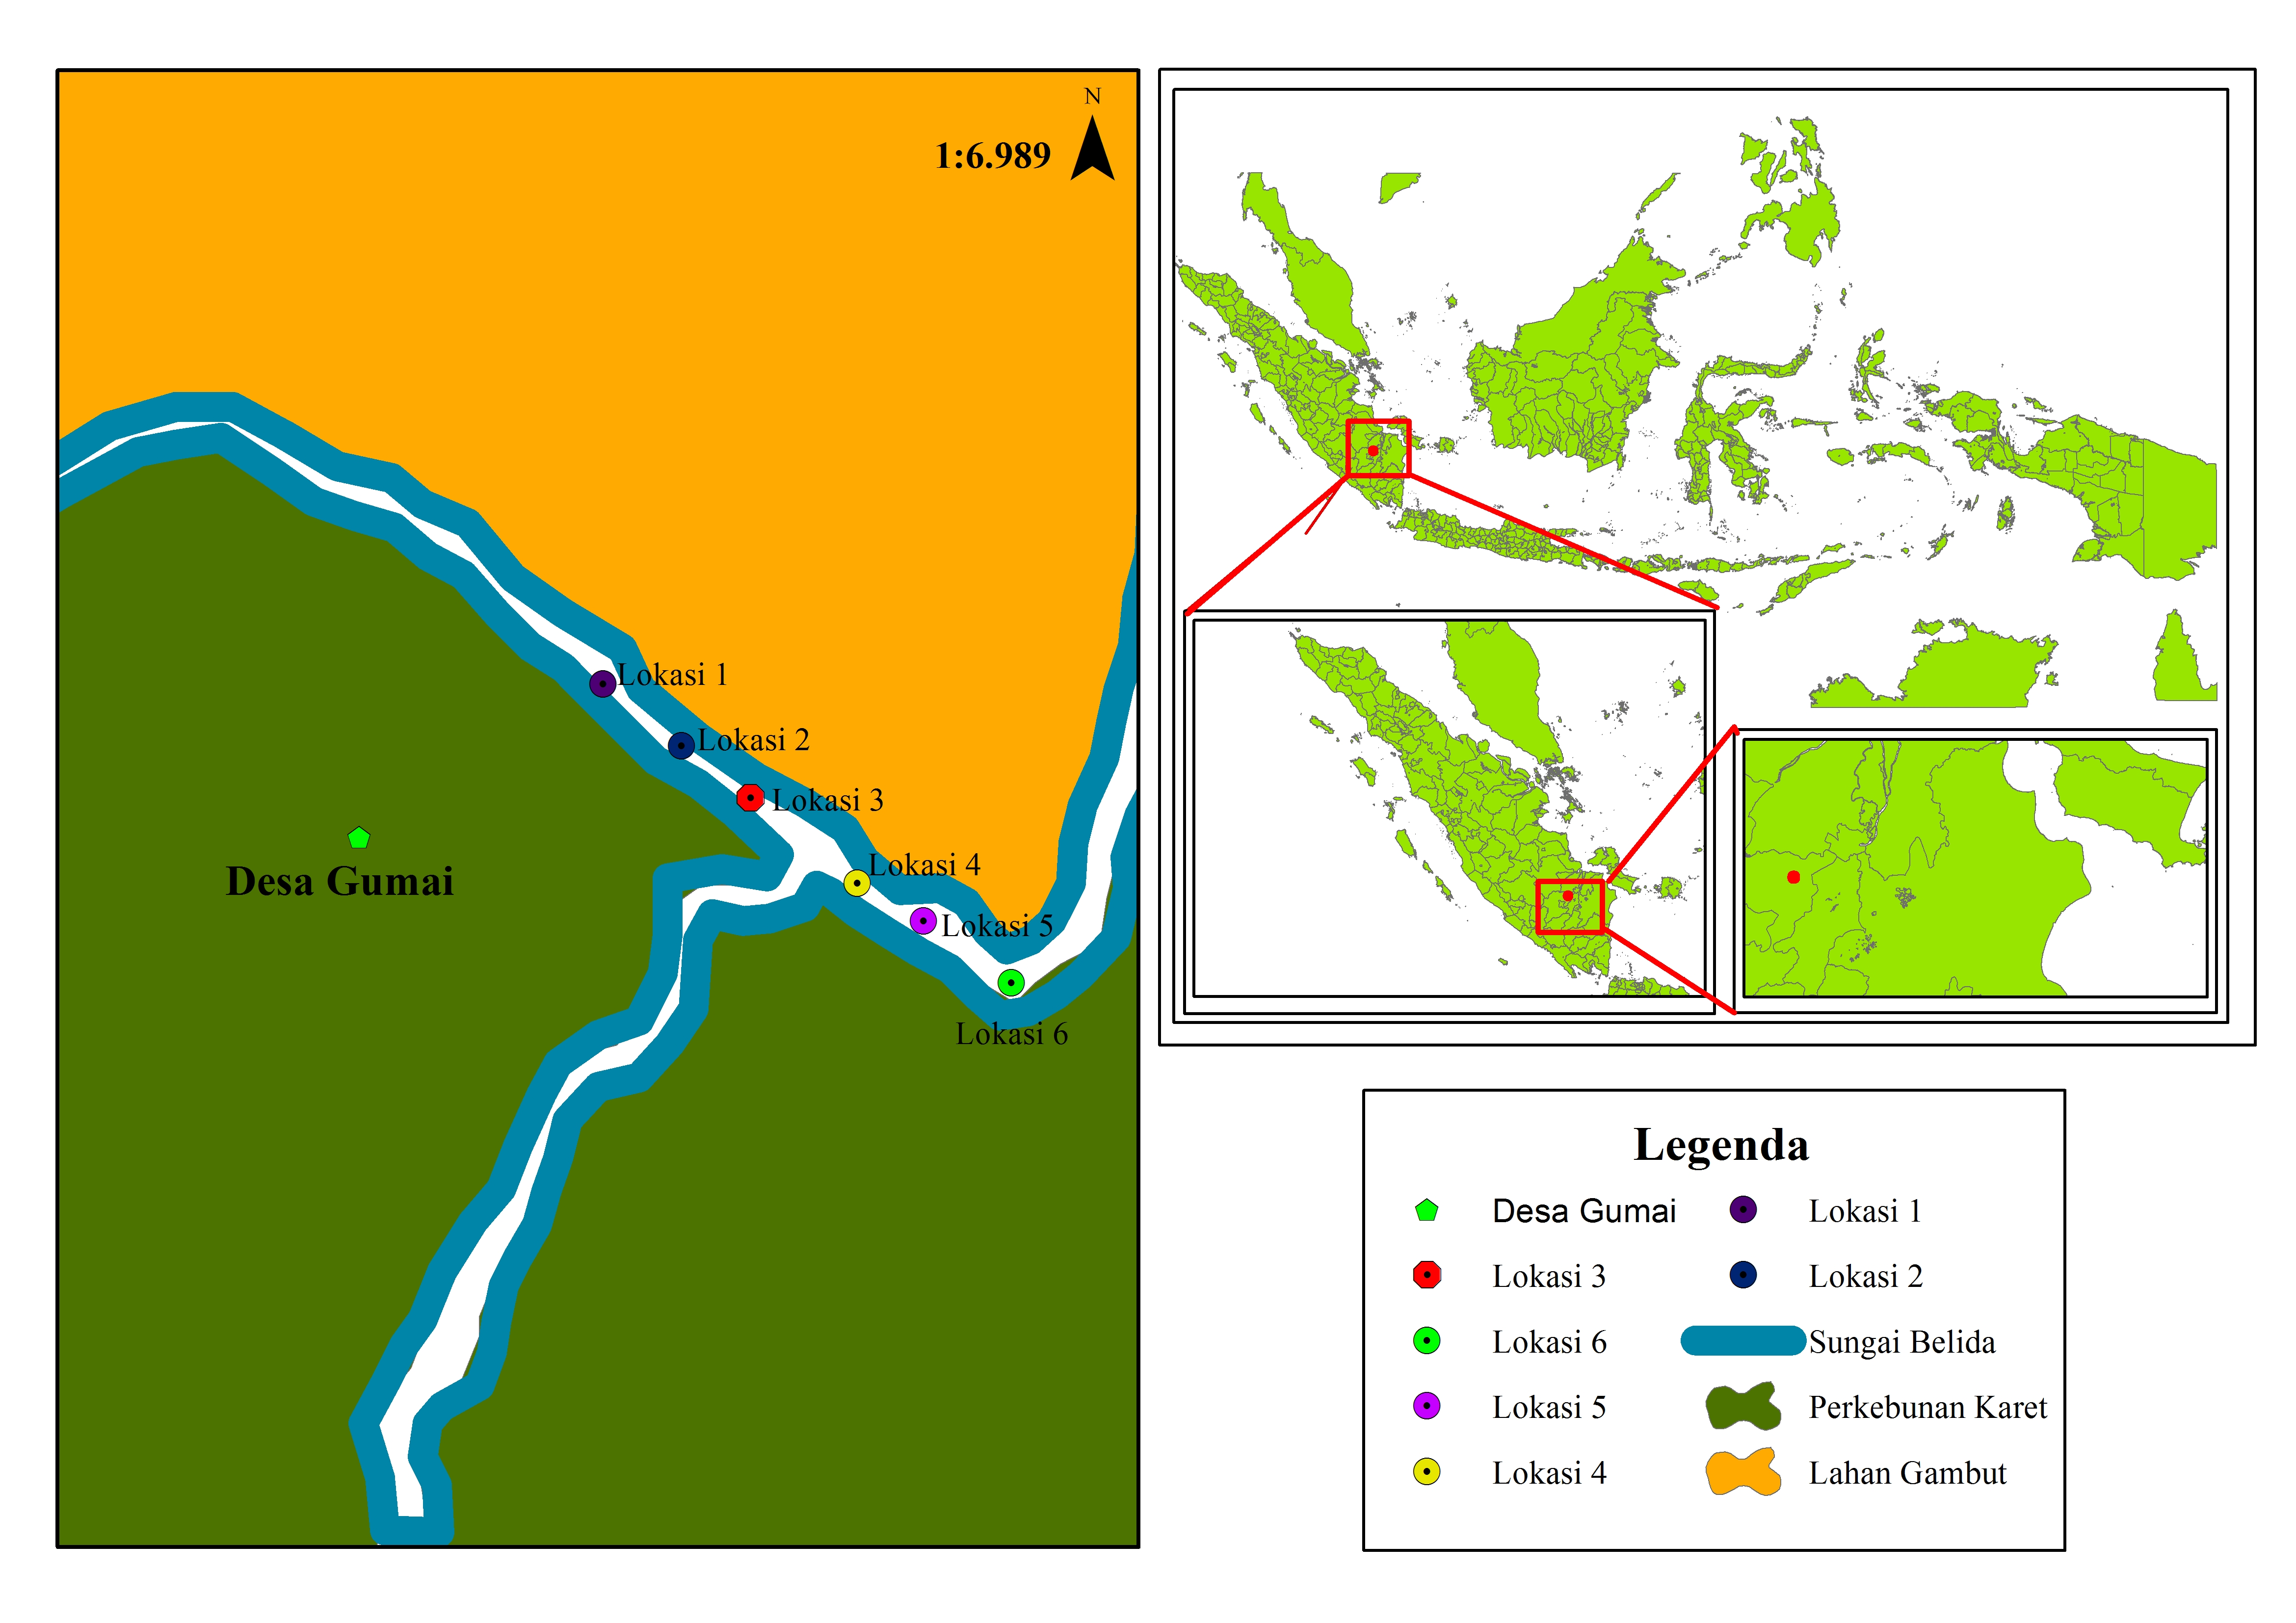 N
1:6.989
Lokasi 1
Lokasi 2
Lokasi 3
Lokasi 4
Desa Gumai
Lokasi 5
Lokasi 6
Legenda
Desa Gumai
Lokasi 1
Lokasi 3
Lokasi 2
Lokasi 6
Sungai Belida
Lokasi 5
Perkebunan Karet
Lokasi 4
Lahan Gambut